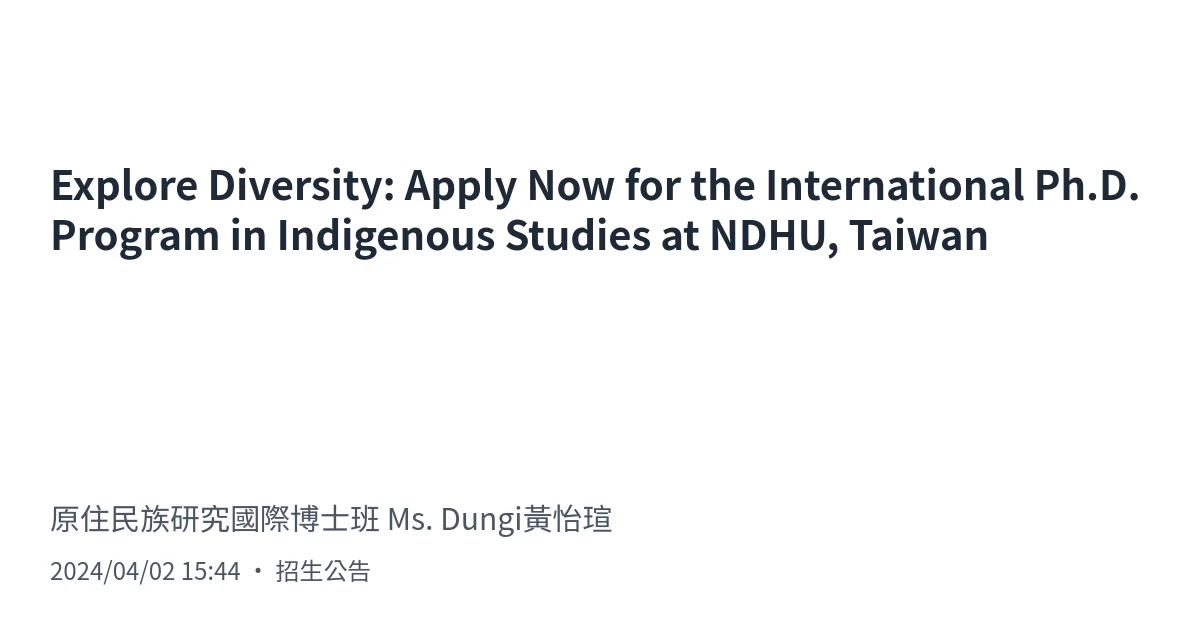 Explore Diversity: Apply Now for the International Ph.D.
Program in Indigenous Studies at NDHU, Taiwan
原住民族研究國際博士班 Ms. Dungi黃怡瑄
2024/04/02 15:44 ・ 招生公告